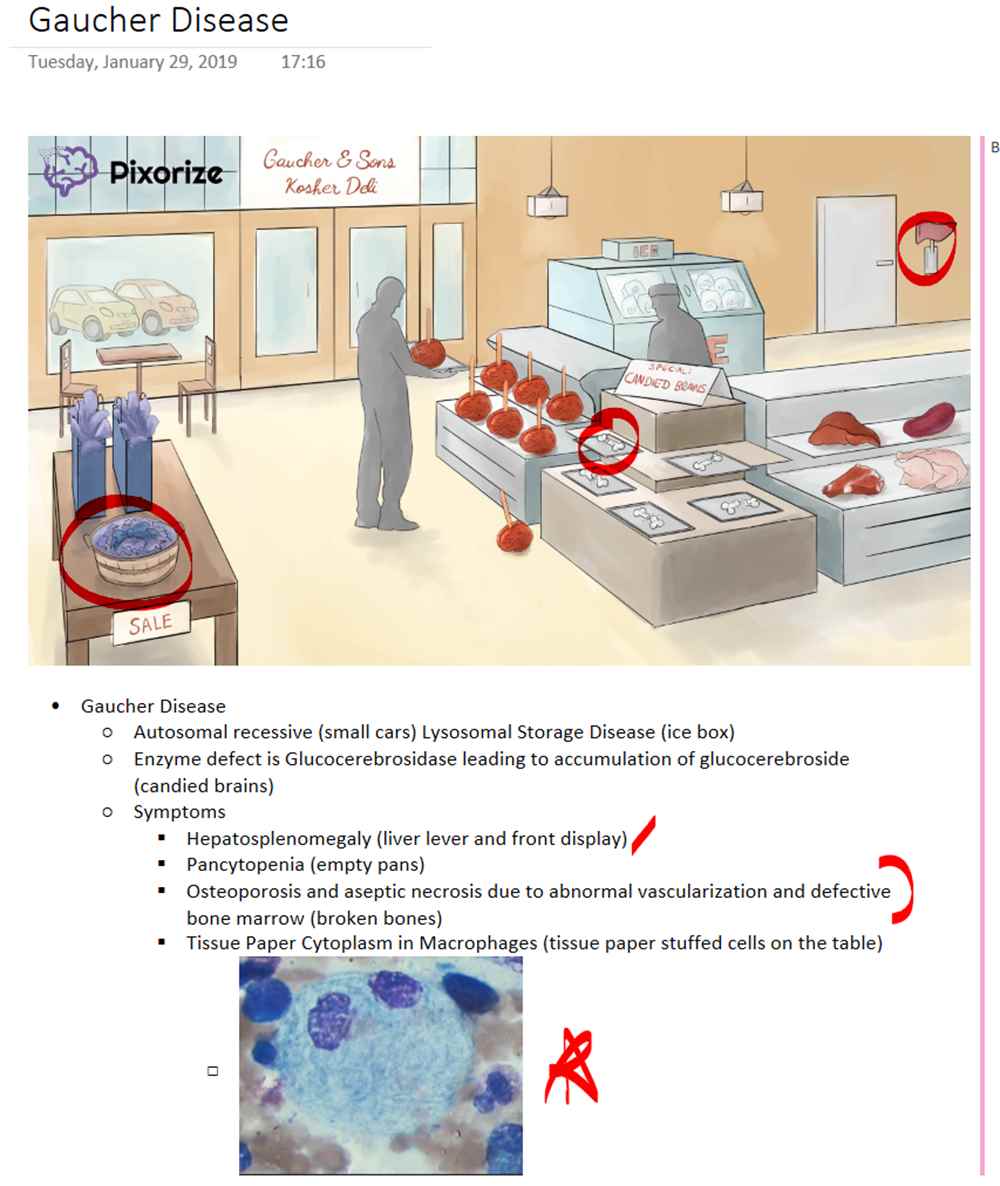 Gaucher Disease
Tuesday, January 29, 2019 17:16
B
Pixorize
Gaucher & Sons
Kosher Deli
ICE
E
SPECIAL:
CANDIED BRAINS
SALE
• Gaucher Disease
o Autosomal recessive (small cars) Lysosomal Storage Disease (ice box)
o Enzyme defect is Glucocerebrosidase leading to accumulation of glucocerebroside
(candied brains)
o Symptoms
▪ Hepatosplenomegaly (liver lever and front display)
▪ Pancytopenia (empty pans)
▪ Osteoporosis and aseptic necrosis due to abnormal vascularization and defective
bone marrow (broken bones)
▪ Tissue Paper Cytoplasm in Macrophages (tissue paper stuffed cells on the table)